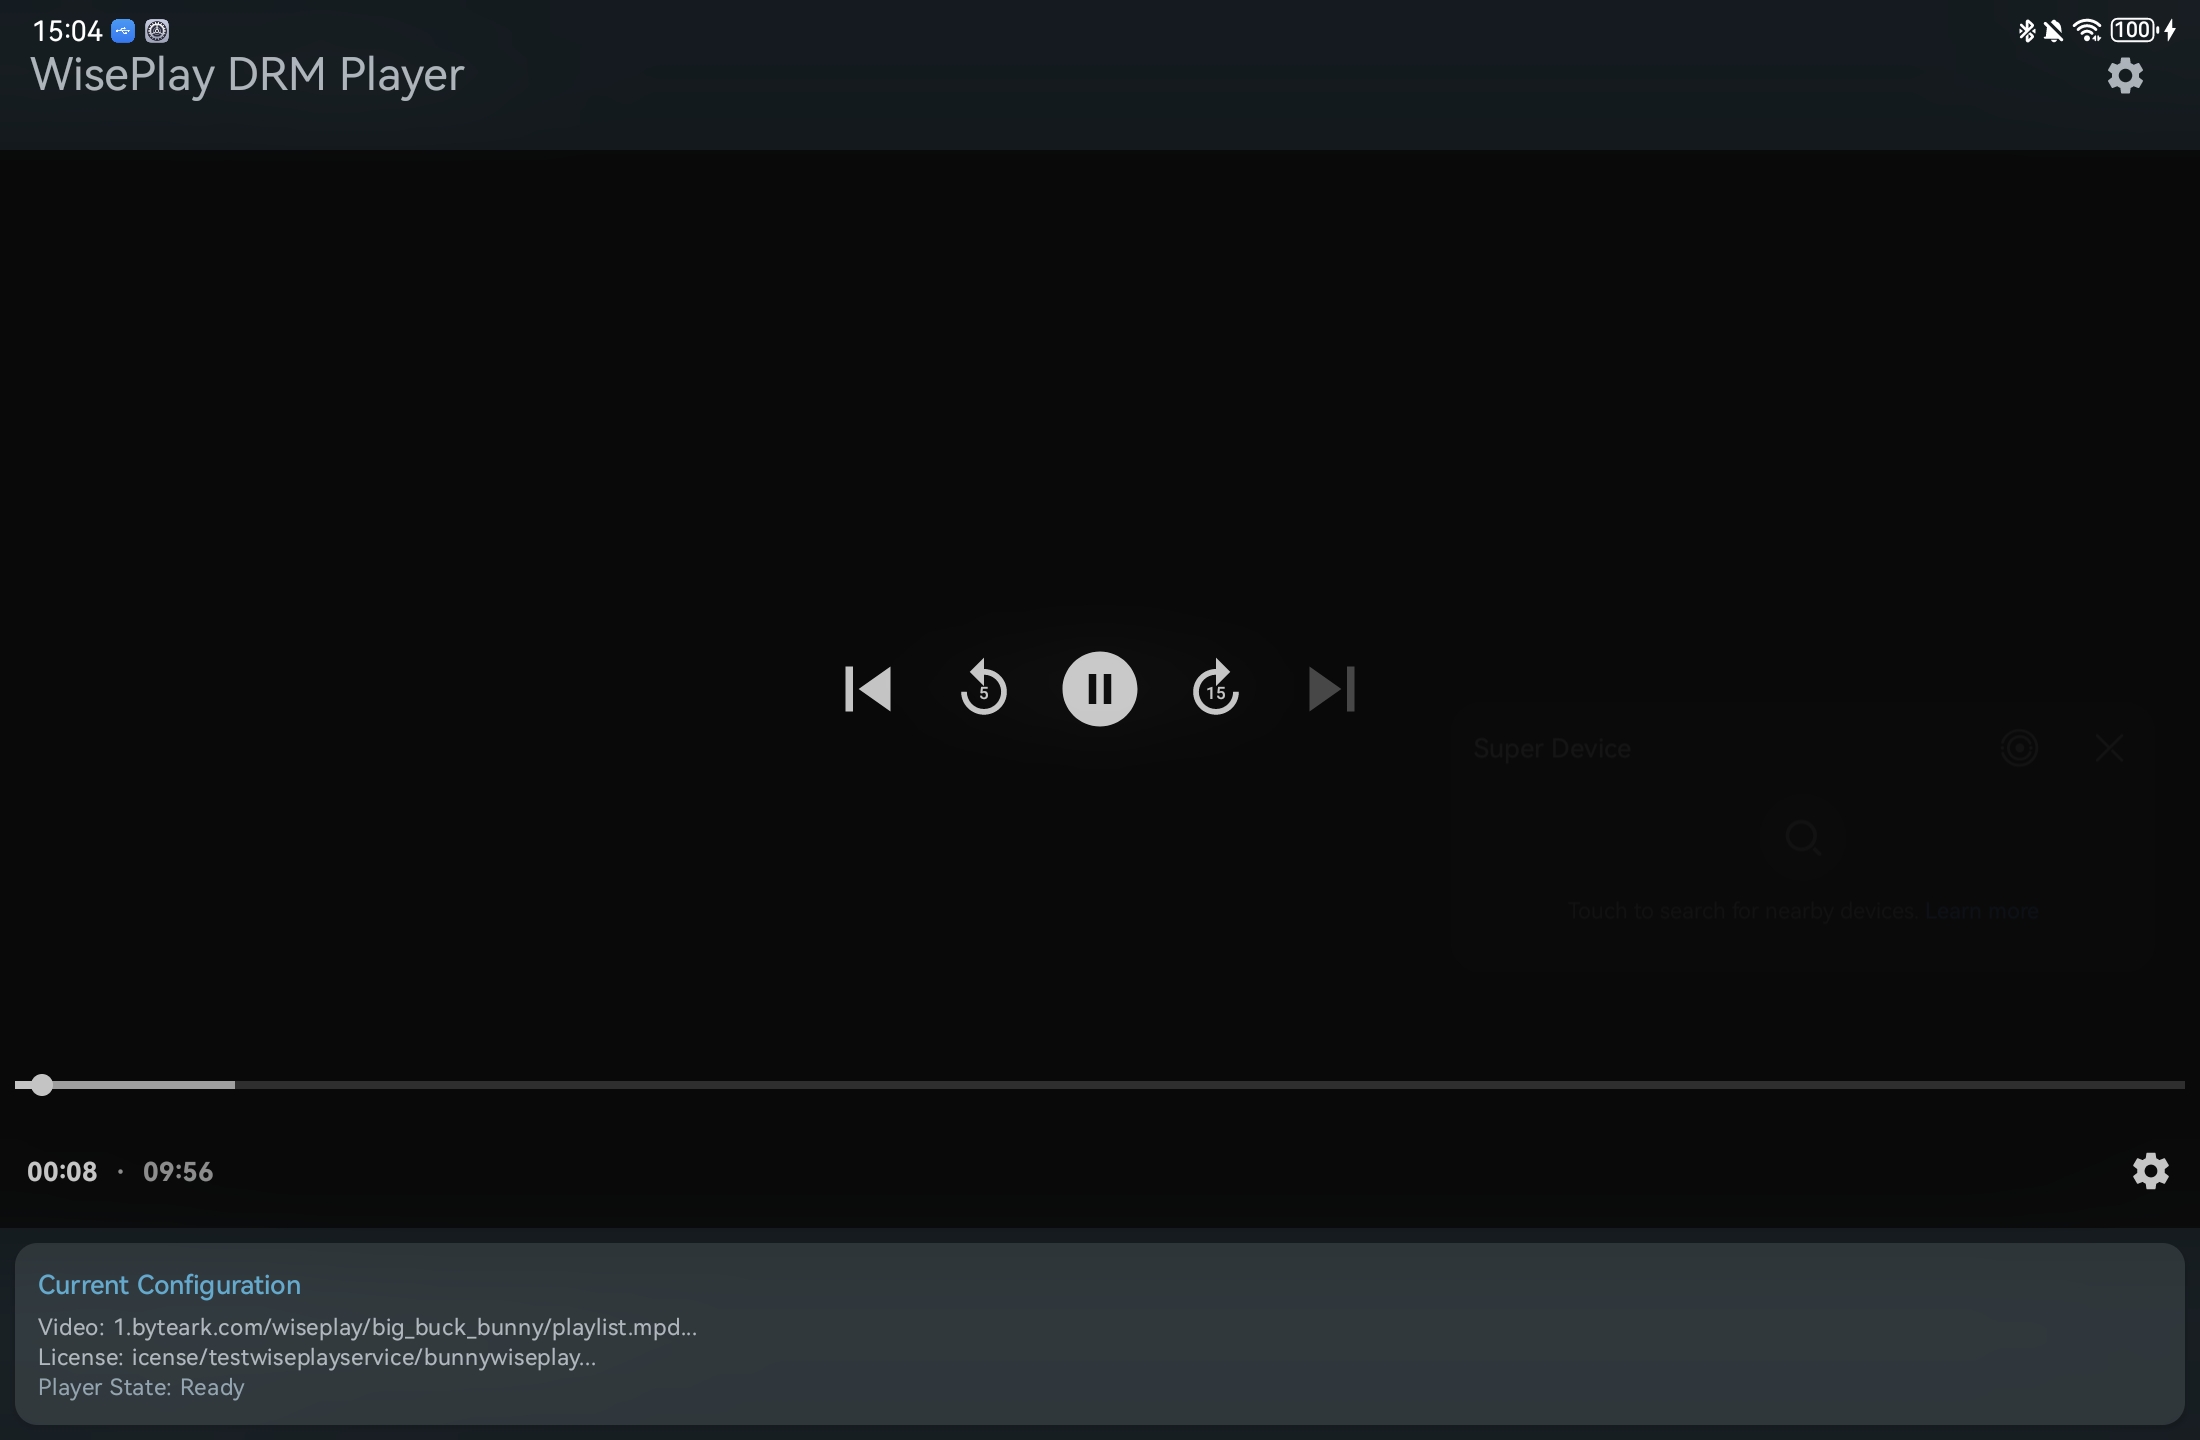 15:04
100
WisePlay DRM Player
5
15
Super Device
Touch to search for nearby devices. Learn more
00:08 · 09:56
Current Configuration
Video: 1.byteark.com/wiseplay/big_buck_bunny/playlist.mpd...
License: icense/testwiseplayservice/bunnywiseplay...
Player State: Ready